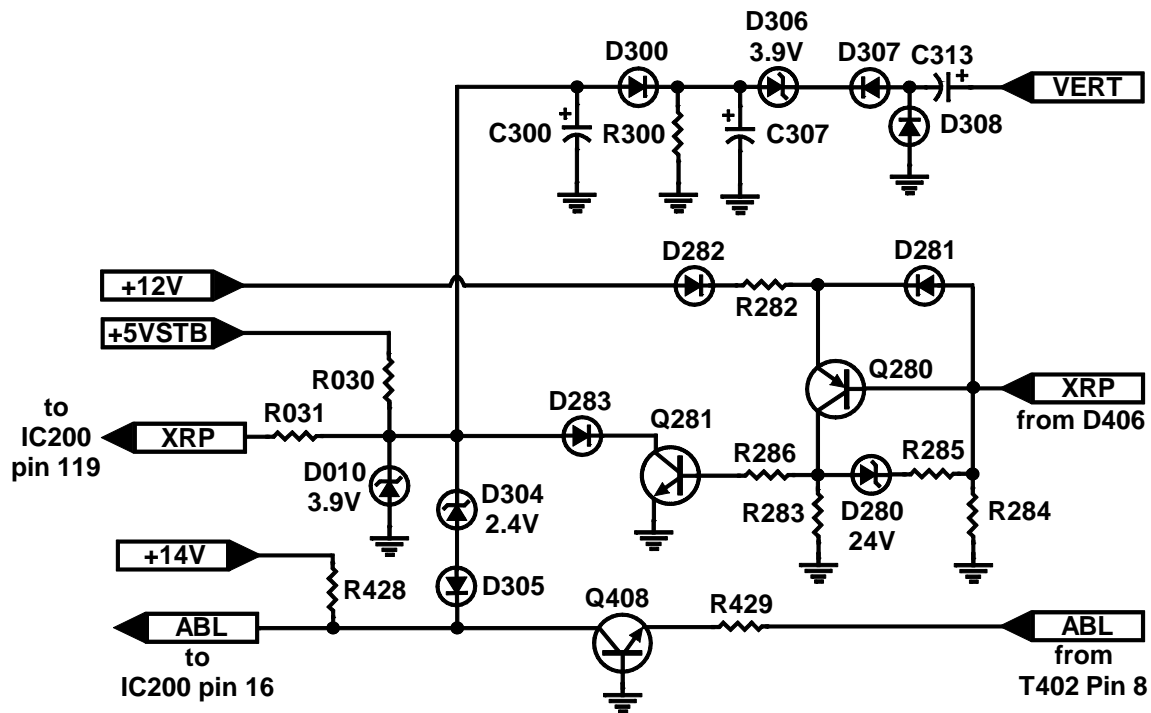 D306
3.9V
D300
D307
C313
VERT
C300
R300
C307
D308
D282
D281
+12V
R282
+5VSTB
R030
Q280
XRP
from D406
to
IC200
pin 119
XRP
R031
D283
Q281
R286
R285
D010
3.9V
D304
2.4V
R283
D280
24V
R284
+14V
R428
D305
Q408
R429
ABL
to
IC200 pin 16
ABL
from
T402 Pin 8